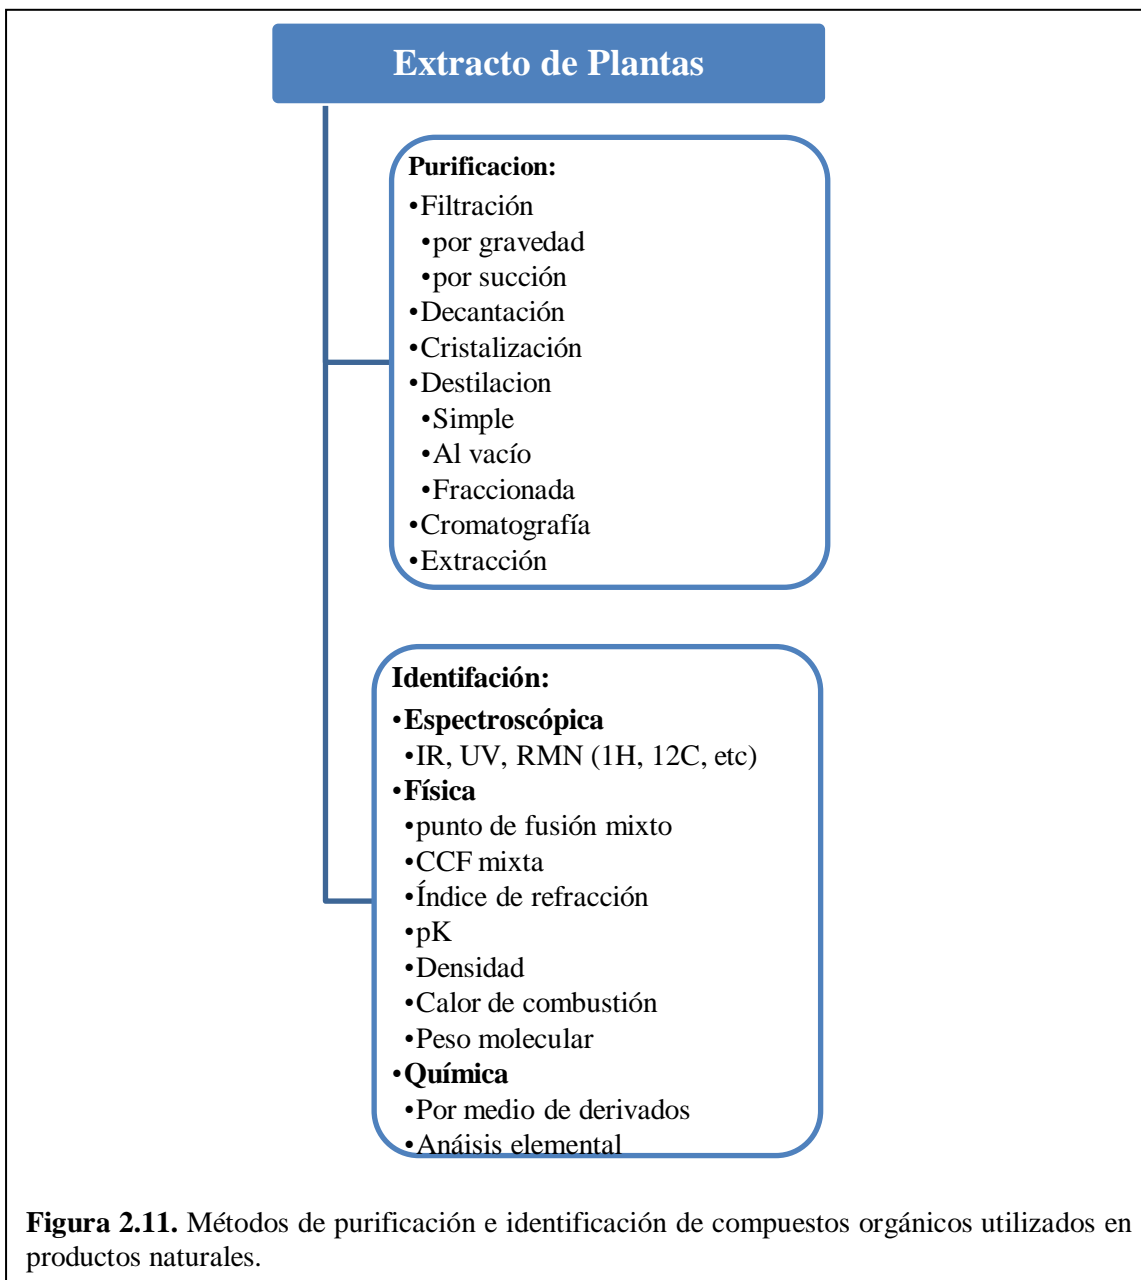 Extracto de Plantas
Purificacion:
•Filtración
•por gravedad
•por succión
•Decantación
•Cristalización
•Destilacion
•Simple
•Al vacío
•Fraccionada
•Cromatografía
•Extracción
Identifación:
•Espectroscópica
•IR, UV, RMN (1H, 12C, etc)
•Física
•punto de fusión mixto
•CCF mixta
•Índice de refracción
•pK
•Densidad
•Calor de combustión
•Peso molecular
•Química
•Por medio de derivados
•Anáisis elemental
Figura 2.11. Métodos de purificación e identificación de compuestos orgánicos utilizados en
productos naturales.